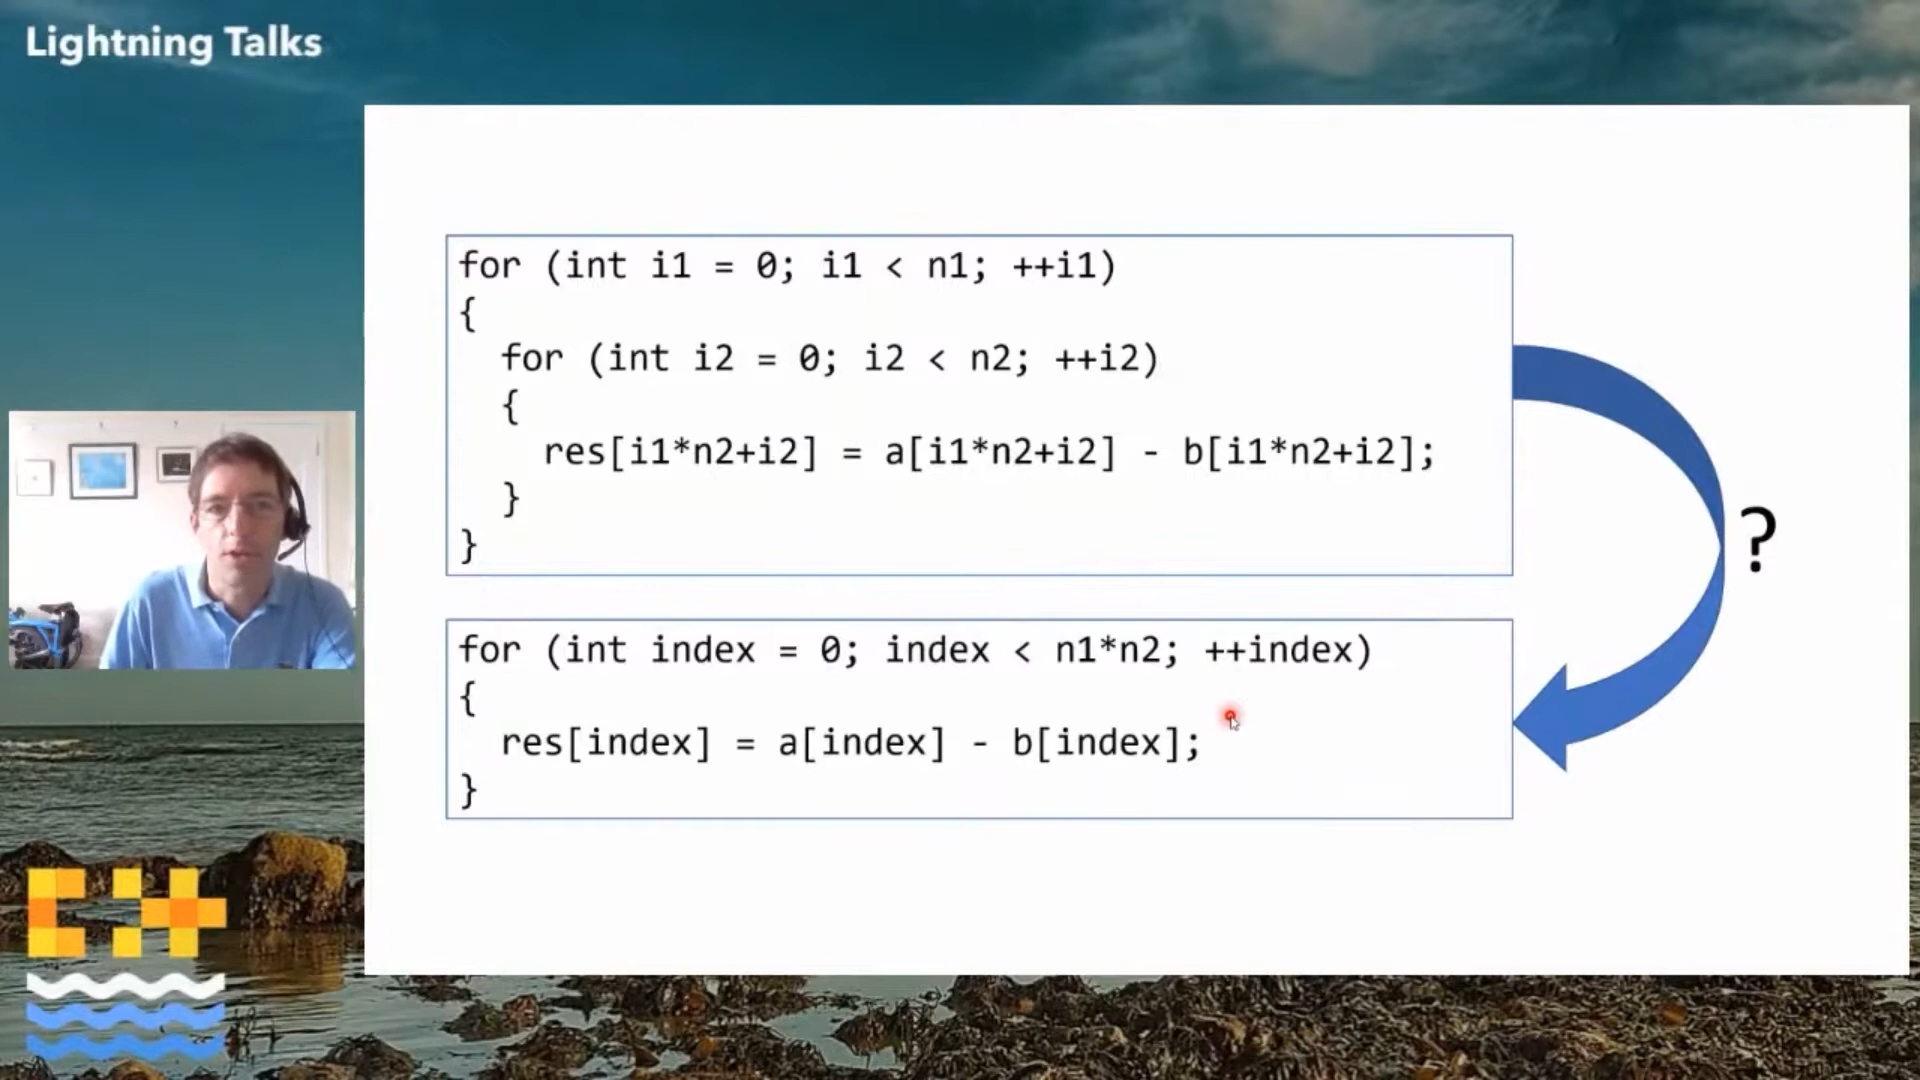 Lightning Talks
for (int i1 = 0; i1 < n1; ++i1)
{
  for (int i2 = 0; i2 < n2; ++i2)
  {
    res[i1*n2+i2] = a[i1*n2+i2] - b[i1*n2+i2];
  }
}
?
for (int index = 0; index < n1*n2; ++index)
{
  res[index] = a[index] - b[index];
}
C++